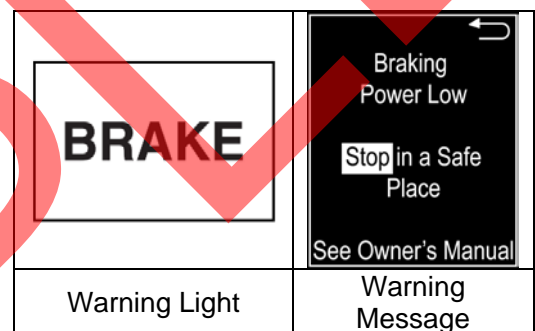 BRAKE
Braking
Power Low
Stop in a Safe
Place
See Owner's Manual
Warning Light
Warning
Message